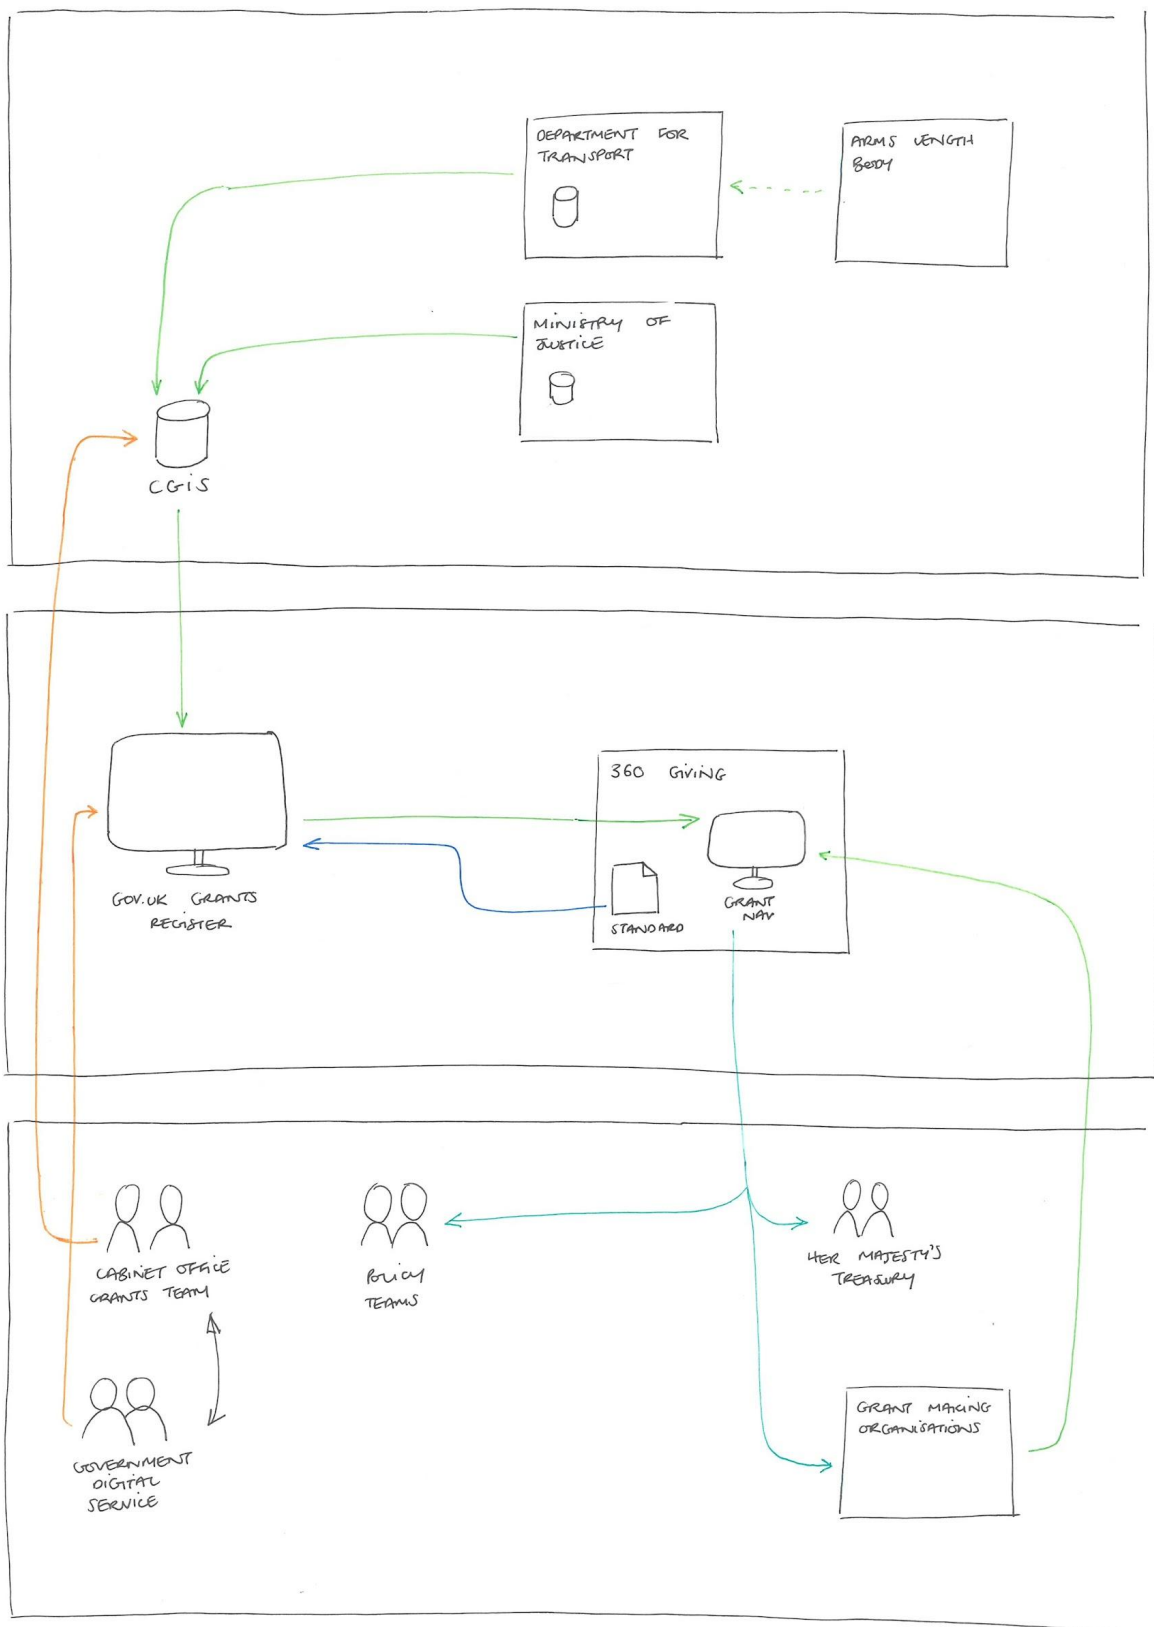 DEPARTMENT FOR
TRANSPORT
ARMS LENGTH
BODY
MINISTRY OF
JUSTICE
CGIS
360 GIVING
GOV.UK GRANTS
REGISTER
STANDARD
GRANT
NAV
CABINET OFFICE
GRANTS TEAM
POLICY
TEAMS
HER MAJESTY'S
TREASURY
GOVERNMENT
DIGITAL
SERVICE
GRANT MAKING
ORGANISATIONS